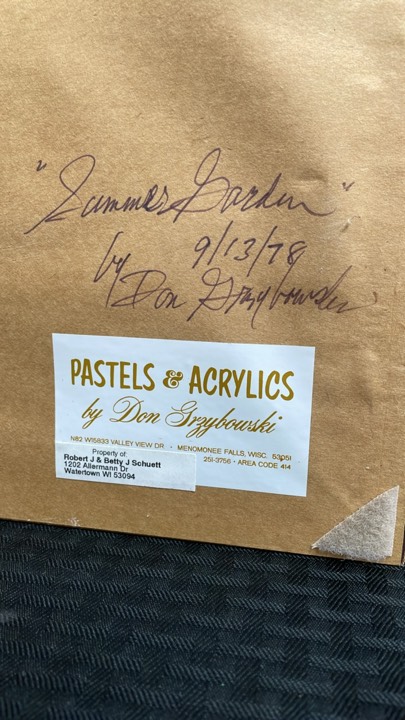 "Summer Garden"
9/13/78
by Don Grzybowski
PASTELS & ACRYLICS
by Don Grzybowski
N82 W15833 VALLEY VIEW DR. • MENOMONEE FALLS, WISC. 53051
251-3756 • AREA CODE 414
Property of:
Robert J & Betty J Schuett
1202 Allermann Dr
Watertown WI 53094